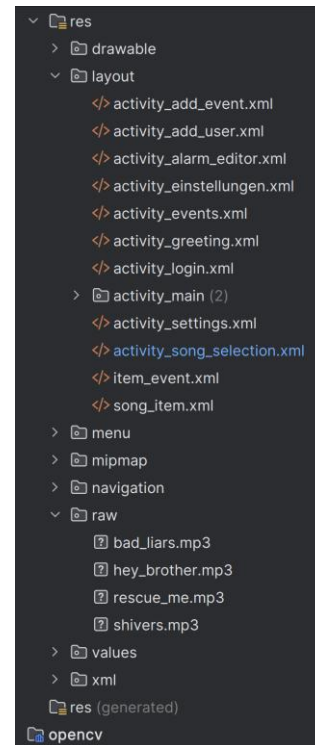 res
drawable
layout
</> activity_add_event.xml
</> activity_add_user.xml
</> activity_alarm_editor.xml
</> activity_einstellungen.xml
</> activity_events.xml
</> activity_greeting.xml
</> activity_login.xml
activity_main (2)
</> activity_settings.xml
</> activity_song_selection.xml
</> item_event.xml
</> song_item.xml
menu
mipmap
navigation
raw
? bad_liars.mp3
? hey_brother.mp3
? rescue_me.mp3
? shivers.mp3
values
xml
res (generated)
opencv